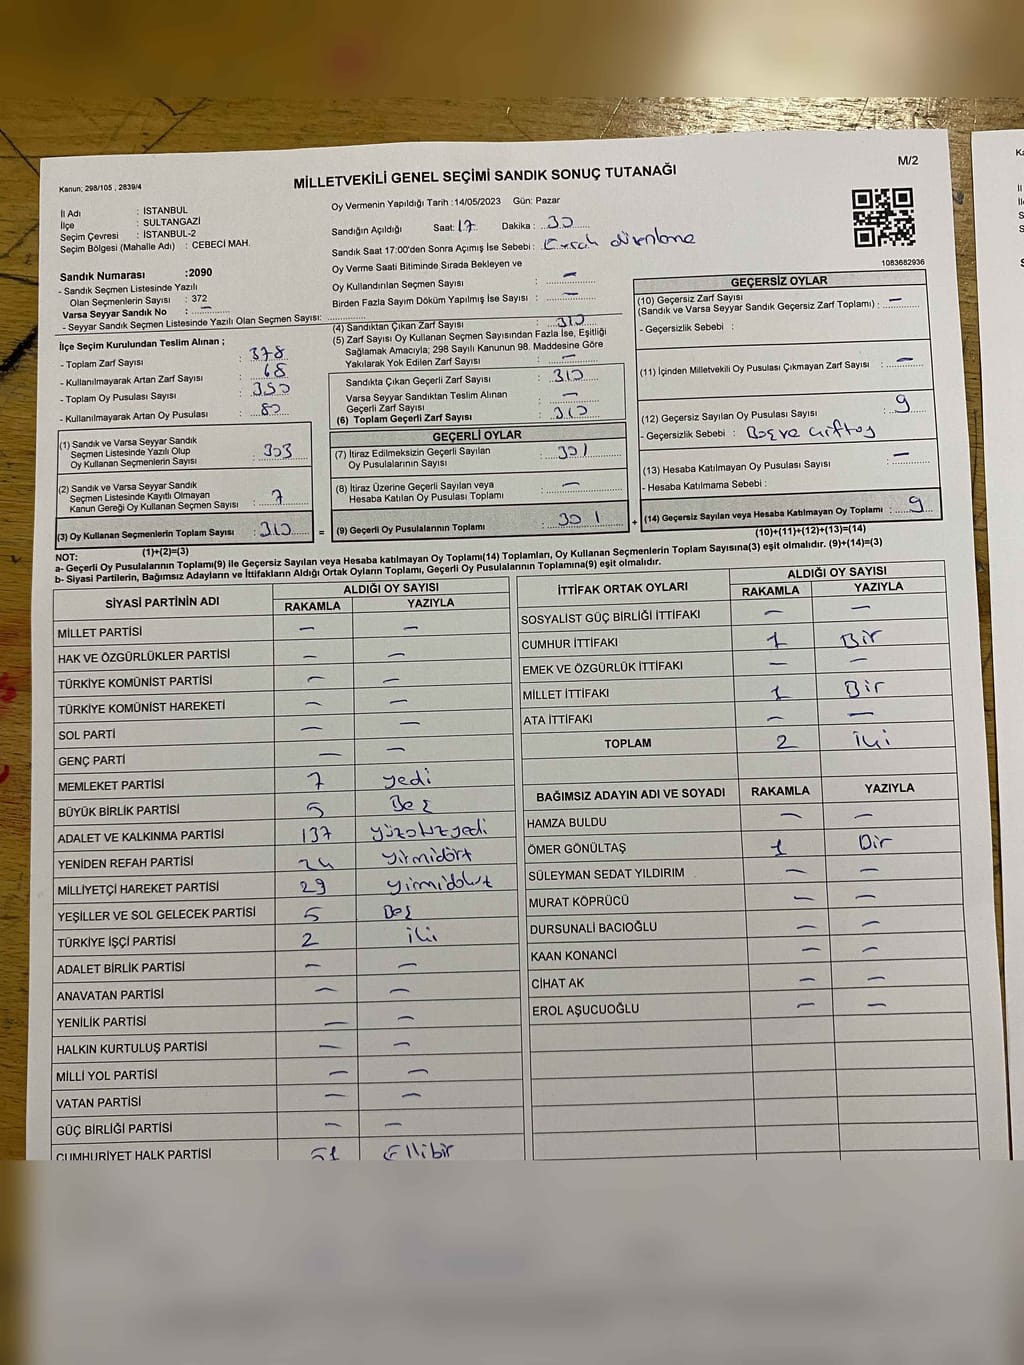 Kanun; 298/105 , 2839/4
M/2
MİLLETVEKİLİ GENEL SEÇİMİ SANDIK SONUÇ TUTANAĞI
İl Adı : İSTANBUL
İlçe : SULTANGAZİ
Seçim Çevresi : İSTANBUL-2
Seçim Bölgesi (Mahalle Adı) : CEBECİ MAH.
Oy Vermenin Yapıldığı Tarih : 14/05/2023 Gün: Pazar
Sandığın Açıldığı Saat: 17 Dakika : 30
Sandık Saat 17:00'den Sonra Açımış İse Sebebi :
Oy Verme Saati Bitiminde Sırada Bekleyen ve
Oy Kullandırılan Seçmen Sayısı : —
Birden Fazla Sayım Döküm Yapılmış İse Sayısı : —
1083682936
Sandık Numarası :2090
- Sandık Seçmen Listesinde Yazılı
Olan Seçmenlerin Sayısı : 372
Varsa Seyyar Sandık No : —
- Seyyar Sandık Seçmen Listesinde Yazılı Olan Seçmen Sayısı:
İlçe Seçim Kurulundan Teslim Alınan ;
- Toplam Zarf Sayısı : 378
- Kullanılmayarak Artan Zarf Sayısı : 68
- Toplam Oy Pusulası Sayısı :
- Kullanılmayarak Artan Oy Pusulası : 80
(1) Sandık ve Varsa Seyyar Sandık
Seçmen Listesinde Yazılı Olup
Oy Kullanan Seçmenlerin Sayısı : 303
(2) Sandık ve Varsa Seyyar Sandık
Seçmen Listesinde Kayıtlı Olmayan
Kanun Gereği Oy Kullanan Seçmen Sayısı : 7
(3) Oy Kullanan Seçmenlerin Toplam Sayısı : 310 =
(1)+(2)=(3)
(4) Sandıktan Çıkan Zarf Sayısı : 310
(5) Zarf Sayısı Oy Kullanan Seçmen Sayısından Fazla İse, Eşitliği
Sağlamak Amacıyla; 298 Sayılı Kanunun 98. Maddesine Göre
Yakılarak Yok Edilen Zarf Sayısı : —
Sandıkta Çıkan Geçerli Zarf Sayısı : 310
Varsa Seyyar Sandıktan Teslim Alınan
Geçerli Zarf Sayısı : —
(6) Toplam Geçerli Zarf Sayısı : 310
GEÇERLİ OYLAR
(7) İtiraz Edilmeksizin Geçerli Sayılan
Oy Pusulalarının Sayısı : 301
(8) İtiraz Üzerine Geçerli Sayılan veya
Hesaba Katılan Oy Pusulası Toplamı : —
(9) Geçerli Oy Pusulalarının Toplamı : 301 +
GEÇERSİZ OYLAR
(10) Geçersiz Zarf Sayısı
(Sandık ve Varsa Seyyar Sandık Geçersiz Zarf Toplamı) : —
- Geçersizlik Sebebi :
(11) İçinden Milletvekili Oy Pusulası Çıkmayan Zarf Sayısı : —
(12) Geçersiz Sayılan Oy Pusulası Sayısı : 9
- Geçersizlik Sebebi :
(13) Hesaba Katılmayan Oy Pusulası Sayısı : —
- Hesaba Katılmama Sebebi :
(14) Geçersiz Sayılan veya Hesaba Katılmayan Oy Toplamı : 9
(10)+(11)+(12)+(13)=(14)
NOT:
a- Geçerli Oy Pusulalarının Toplamı(9) ile Geçersiz Sayılan veya Hesaba katılmayan Oy Toplamı(14) Toplamları, Oy Kullanan Seçmenlerin Toplam Sayısına(3) eşit olmalıdır. (9)+(14)=(3)
b- Siyasi Partilerin, Bağımsız Adayların ve İttifakların Aldığı Ortak Oyların Toplamı, Geçerli Oy Pusulalarının Toplamına(9) eşit olmalıdır.
SİYASİ PARTİNİN ADI ALDIĞI OY SAYISI
RAKAMLA YAZIYLA
MİLLET PARTİSİ — —
HAK VE ÖZGÜRLÜKLER PARTİSİ — —
TÜRKİYE KOMÜNİST PARTİSİ — —
TÜRKİYE KOMÜNİST HAREKETİ — —
SOL PARTİ — —
GENÇ PARTİ — —
MEMLEKET PARTİSİ 7 yedi
BÜYÜK BİRLİK PARTİSİ 5 Beş
ADALET VE KALKINMA PARTİSİ 137 yüzotuzyedi
YENİDEN REFAH PARTİSİ 24 yirmidört
MİLLİYETÇİ HAREKET PARTİSİ 29 yirmidokuz
YEŞİLLER VE SOL GELECEK PARTİSİ 5 Beş
TÜRKİYE İŞÇİ PARTİSİ 2 iki
ADALET BİRLİK PARTİSİ — —
ANAVATAN PARTİSİ — —
YENİLİK PARTİSİ — —
HALKIN KURTULUŞ PARTİSİ — —
MİLLİ YOL PARTİSİ — —
VATAN PARTİSİ — —
GÜÇ BİRLİĞİ PARTİSİ — —
CUMHURİYET HALK PARTİSİ 51 Ellibir
İTTİFAK ORTAK OYLARI ALDIĞI OY SAYISI
RAKAMLA YAZIYLA
SOSYALİST GÜÇ BİRLİĞİ İTTİFAKI — —
CUMHUR İTTİFAKI 1 Bir
EMEK VE ÖZGÜRLÜK İTTİFAKI — —
MİLLET İTTİFAKI 1 Bir
ATA İTTİFAKI — —
TOPLAM 2 iki
BAĞIMSIZ ADAYIN ADI VE SOYADI RAKAMLA YAZIYLA
HAMZA BULDU — —
ÖMER GÖNÜLTAŞ 1 Bir
SÜLEYMAN SEDAT YILDIRIM — —
MURAT KÖPRÜCÜ — —
DURSUNALİ BACIOĞLU — —
KAAN KONANCİ — —
CİHAT AK — —
EROL AŞUCUOĞLU — —